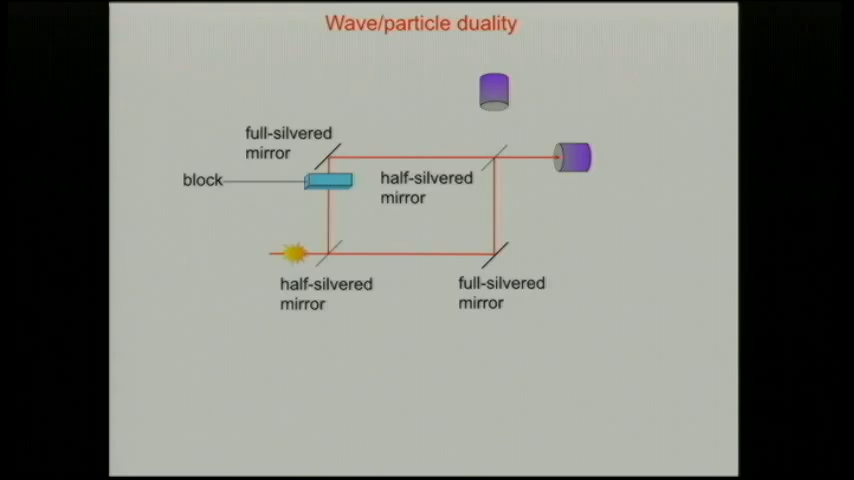 Wave/particle duality
full-silvered
mirror
block
half-silvered
mirror
half-silvered
mirror
full-silvered
mirror